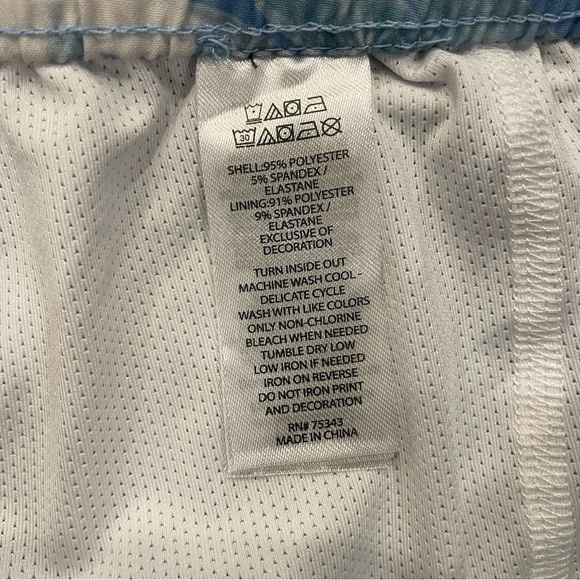 30
SHELL:95% POLYESTER
5% SPANDEX /
ELASTANE
LINING:91% POLYESTER
9% SPANDEX /
ELASTANE
EXCLUSIVE OF
DECORATION
TURN INSIDE OUT
MACHINE WASH COOL -
DELICATE CYCLE
WASH WITH LIKE COLORS
ONLY NON-CHLORINE
BLEACH WHEN NEEDED
TUMBLE DRY LOW
LOW IRON IF NEEDED
IRON ON REVERSE
DO NOT IRON PRINT
AND DECORATION
RN# 75343
MADE IN CHINA